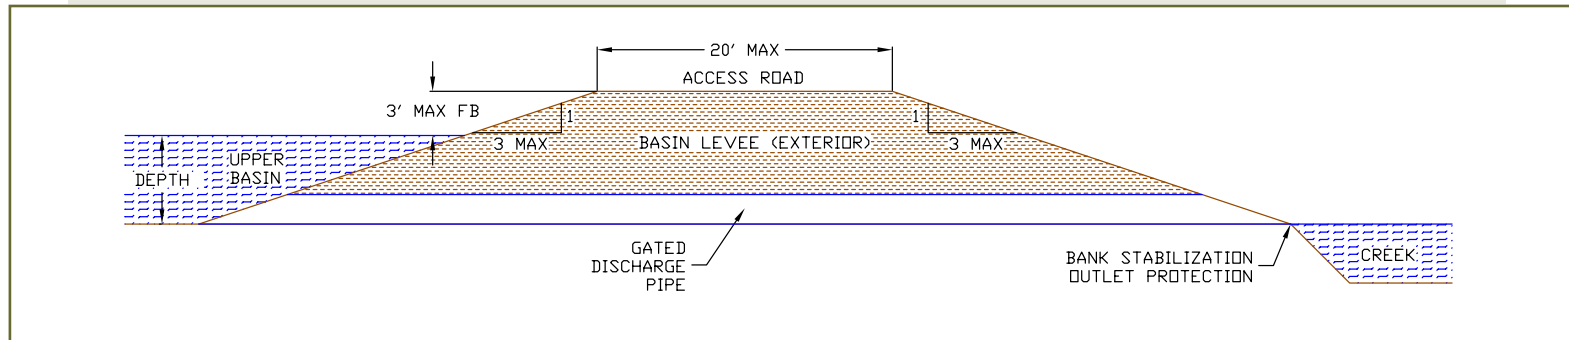 20' MAX
ACCESS ROAD
3' MAX FB
1
1
3 MAX
BASIN LEVEE (EXTERIOR)
3 MAX
UPPER
BASIN
DEPTH
GATED
DISCHARGE
PIPE
BANK STABILIZATION
OUTLET PROTECTION
CREEK